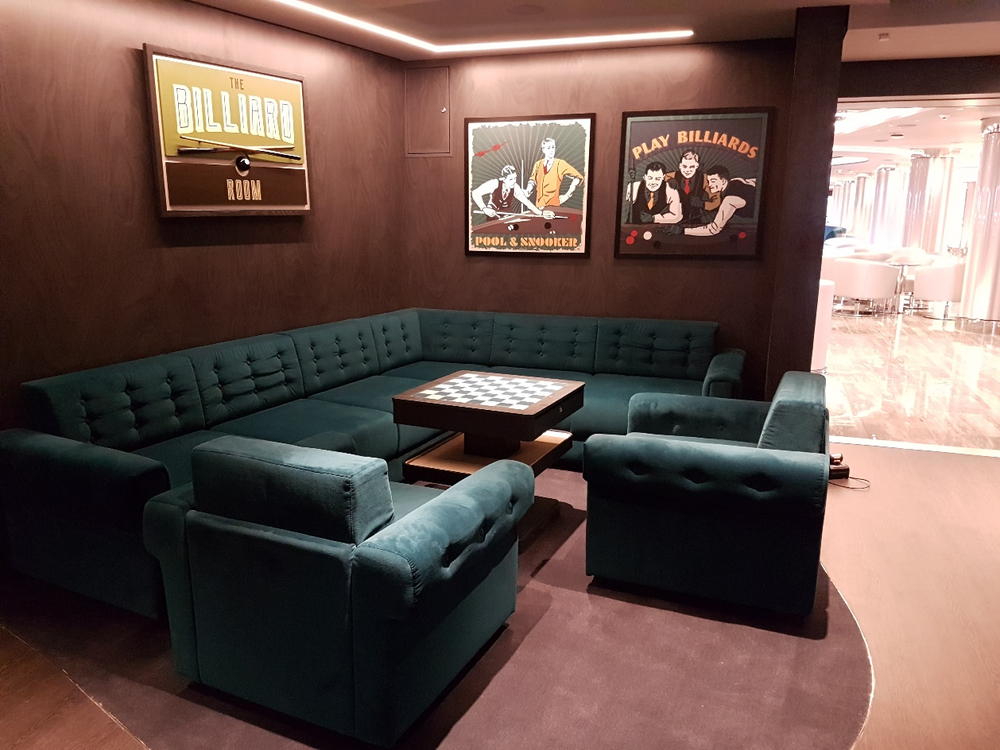 THE
BILLIARD
ROOM
POOL & SNOOKER
PLAY BILLIARDS